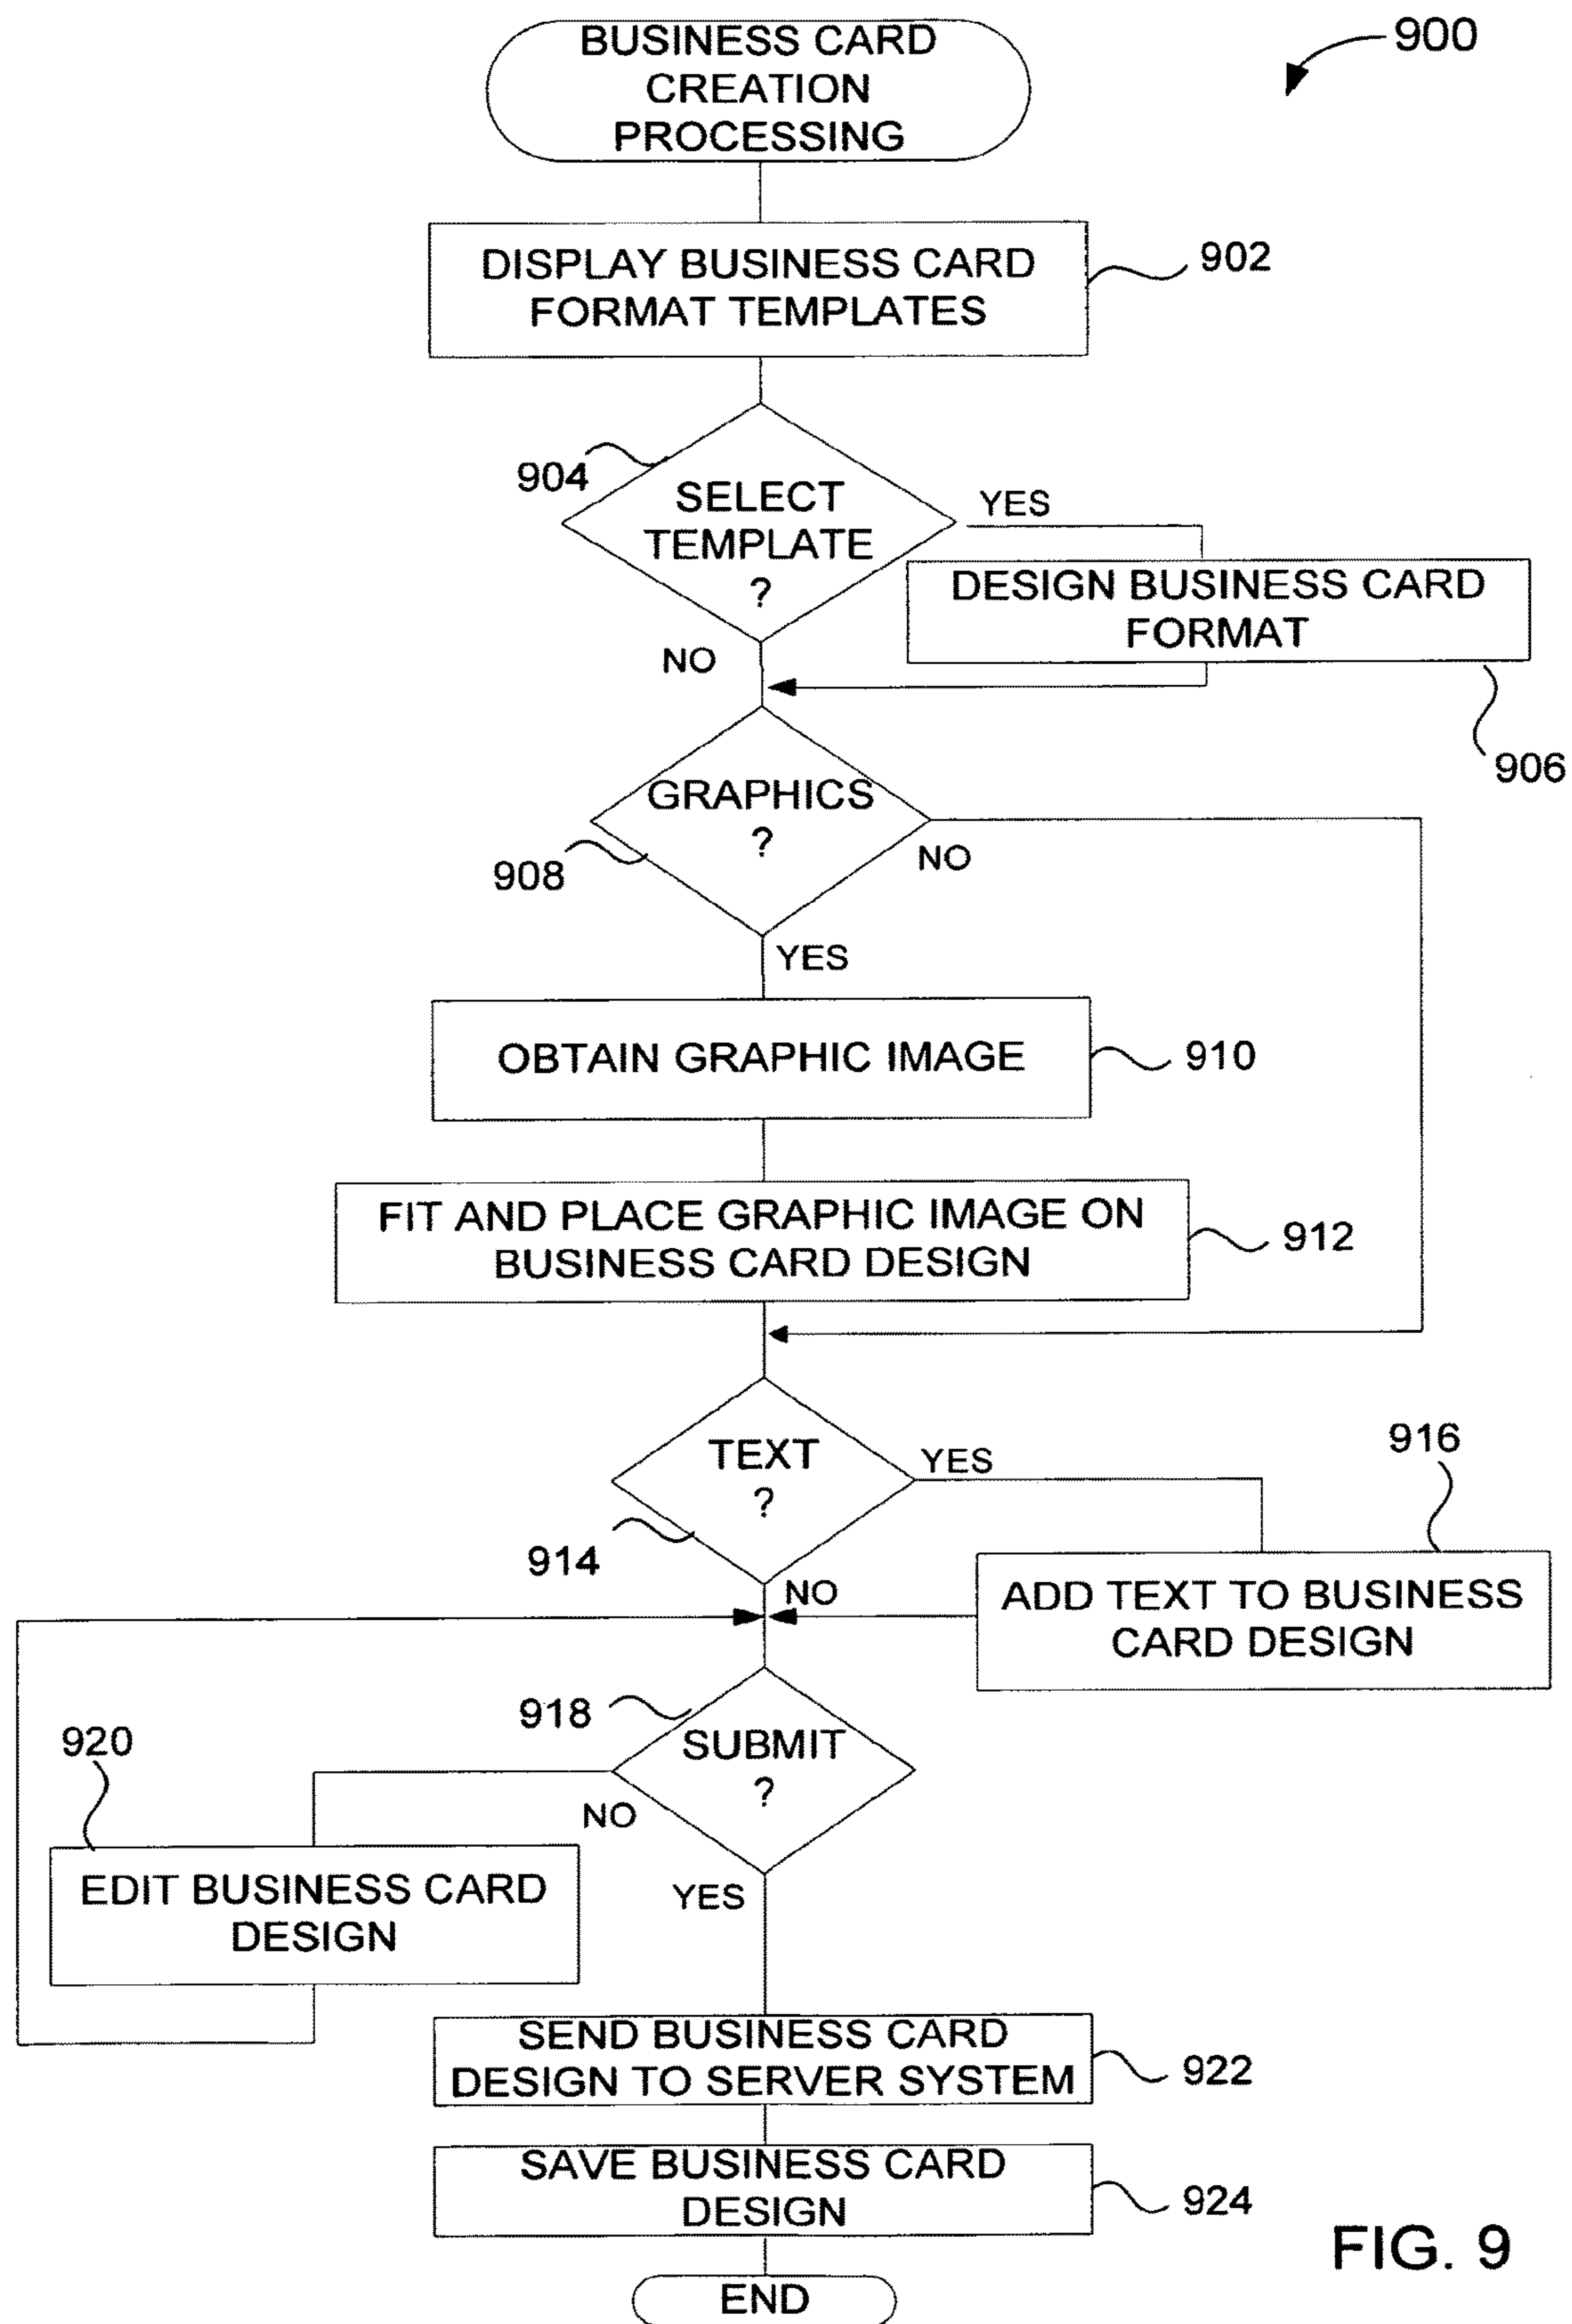 BUSINESS CARD
CREATION
PROCESSING
900
DISPLAY BUSINESS CARD
FORMAT TEMPLATES
902
904
SELECT
TEMPLATE
?
YES
DESIGN BUSINESS CARD
FORMAT
NO
906
GRAPHICS
?
908
NO
YES
OBTAIN GRAPHIC IMAGE
910
FIT AND PLACE GRAPHIC IMAGE ON
BUSINESS CARD DESIGN
912
TEXT
?
YES
916
914
NO
ADD TEXT TO BUSINESS
CARD DESIGN
918
SUBMIT
?
920
NO
EDIT BUSINESS CARD
DESIGN
YES
SEND BUSINESS CARD
DESIGN TO SERVER SYSTEM
922
SAVE BUSINESS CARD
DESIGN
924
FIG. 9
END